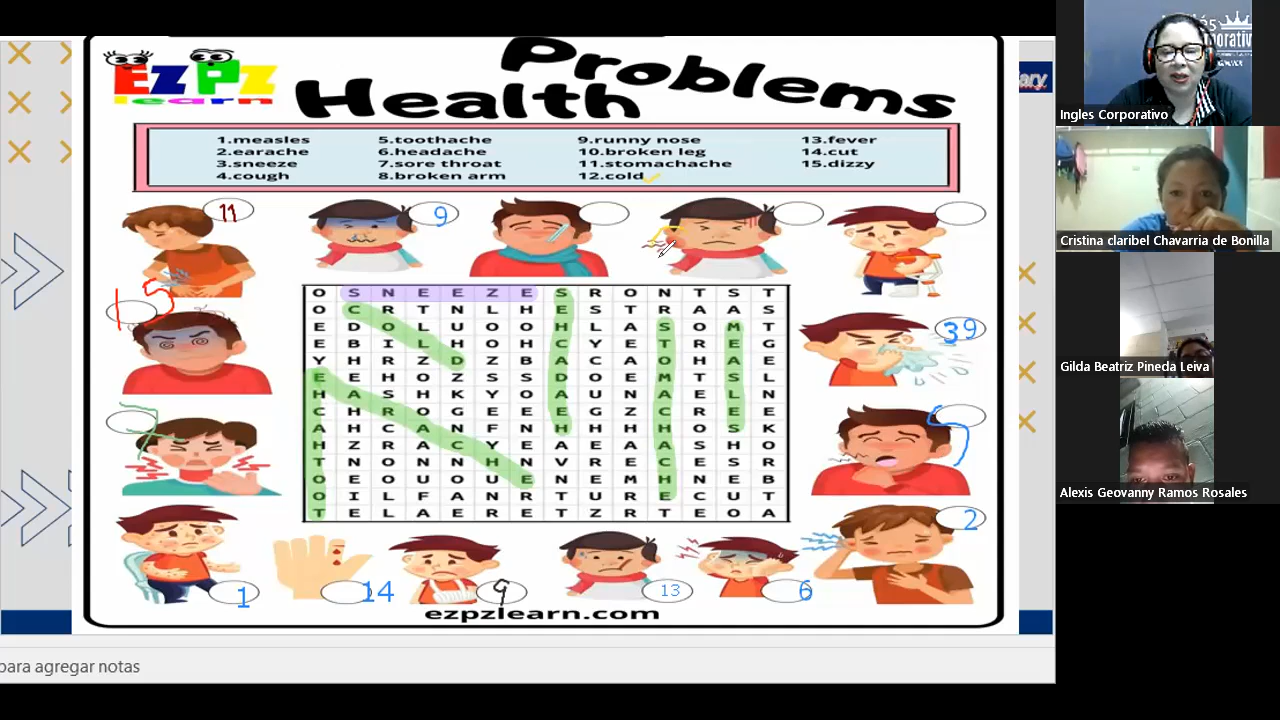 Health Problems
EZPZ
learn
1.measles 5.toothache 9.runny nose 13.fever
2.earache 6.headache 10.broken leg 14.cut
3.sneeze 7.sore throat 11.stomachache 15.dizzy
4.cough 8.broken arm 12.cold
11
9
15
39
7
2
1
14
9
13
6
O S N E E Z E S R O N T S T
O C R T N L H E S T R A A S
E D O L U O O H L A S O M T
E B I L H O H C Y E T R E G
Y H R Z D Z B A C A O H A A
E E H O Z S S D O E M T S L
H A S H K Y O A U N A E L N
C H R O G E E E G Z C R E E
A H C A N F N H H H H O S K
H Z R A C Y E A E A A S H O
T N O N N H N V R E C E S R
O E O U O U E N E M H N E B
O I L F A N R T U R E C U T
T E L A E R E T Z R T E O A
ezpzlearn.com
para agregar notas
Ingles Corporativo
Cristina claribel Chavarria de Bonilla
Gilda Beatriz Pineda Leiva
Alexis Geovanny Ramos Rosales